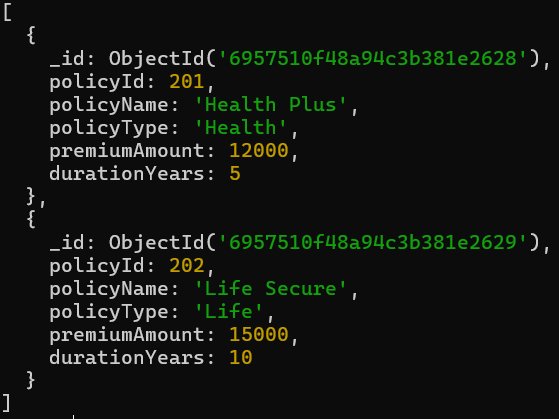 [
  {
    _id: ObjectId('6957510f48a94c3b381e2628'),
    policyId: 201,
    policyName: 'Health Plus',
    policyType: 'Health',
    premiumAmount: 12000,
    durationYears: 5
  },
  {
    _id: ObjectId('6957510f48a94c3b381e2629'),
    policyId: 202,
    policyName: 'Life Secure',
    policyType: 'Life',
    premiumAmount: 15000,
    durationYears: 10
  }
]